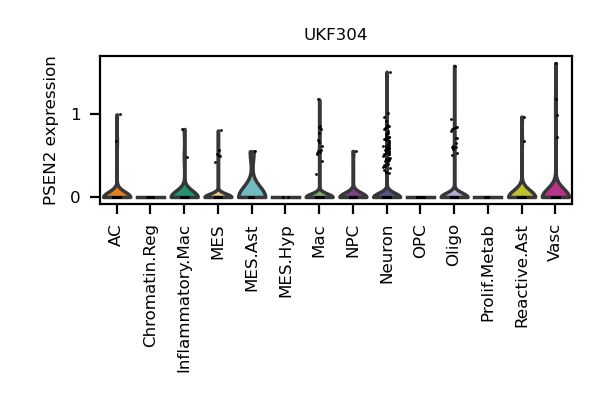 UKF304
PSEN2 expression
1
0
AC
Chromatin.Reg
Inflammatory.Mac
MES
MES.Ast
MES.Hyp
Mac
NPC
Neuron
OPC
Oligo
Prolif.Metab
Reactive.Ast
Vasc